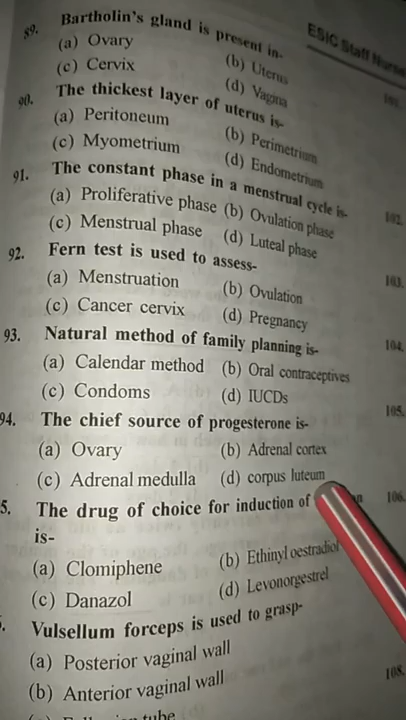 ESIC Staff Nurse
89. Bartholin's gland is present in-
(a) Ovary (b) Uterus
(c) Cervix (d) Vagina
90. The thickest layer of uterus is-
(a) Peritoneum (b) Perimetrium
(c) Myometrium (d) Endometrium
91. The constant phase in a menstrual cycle is-
(a) Proliferative phase (b) Ovulation phase
(c) Menstrual phase (d) Luteal phase
92. Fern test is used to assess-
(a) Menstruation (b) Ovulation
(c) Cancer cervix (d) Pregnancy
93. Natural method of family planning is-
(a) Calendar method (b) Oral contraceptives
(c) Condoms (d) IUCDs
94. The chief source of progesterone is-
(a) Ovary (b) Adrenal cortex
(c) Adrenal medulla (d) corpus luteum
5. The drug of choice for induction of
is-
(a) Clomiphene (b) Ethinyl oestradiol
(c) Danazol (d) Levonorgestrel
Vulsellum forceps is used to grasp-
(a) Posterior vaginal wall
(b) Anterior vaginal wall
tube
102.
103.
104.
105.
106.
108.